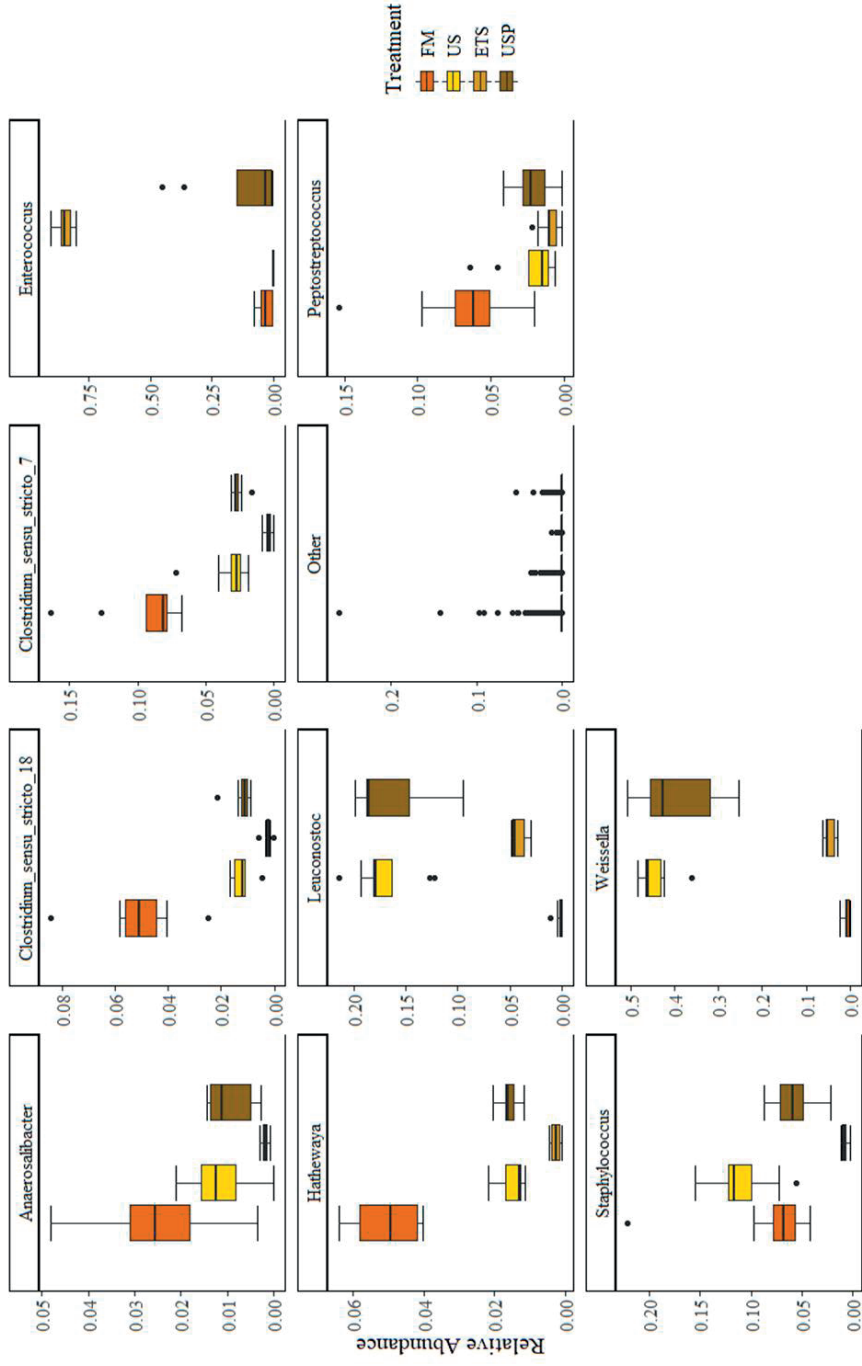 Relative Abundance
Anaerosalibacter
0.05
0.04
0.03
0.02
0.01
0.00
Clostridium_sensu_stricto_18
0.08
0.06
0.04
0.02
0.00
Clostridium_sensu_stricto_7
0.15
0.10
0.05
0.00
Enterococcus
0.75
0.50
0.25
0.00
Hathewaya
0.06
0.04
0.02
0.00
Leuconostoc
0.20
0.15
0.10
0.05
0.00
Other
0.2
0.1
0.0
Peptostreptococcus
0.15
0.10
0.05
0.00
Staphylococcus
0.20
0.15
0.10
0.05
0.00
Weissella
0.5
0.4
0.3
0.2
0.1
0.0
Treatment
FM
US
ETS
USP